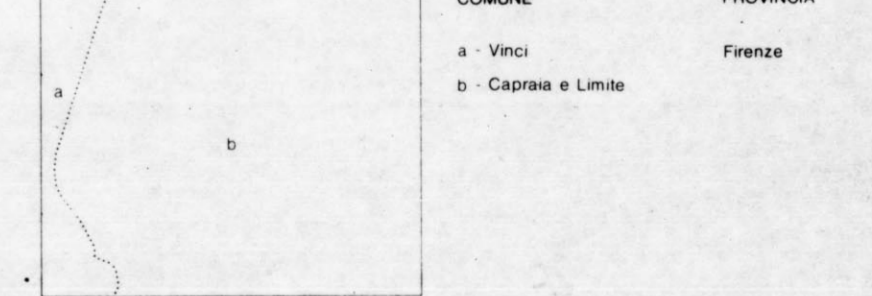 COMUNE PROVINCIA
a - Vinci Firenze
b - Capraia e Limite
a
b